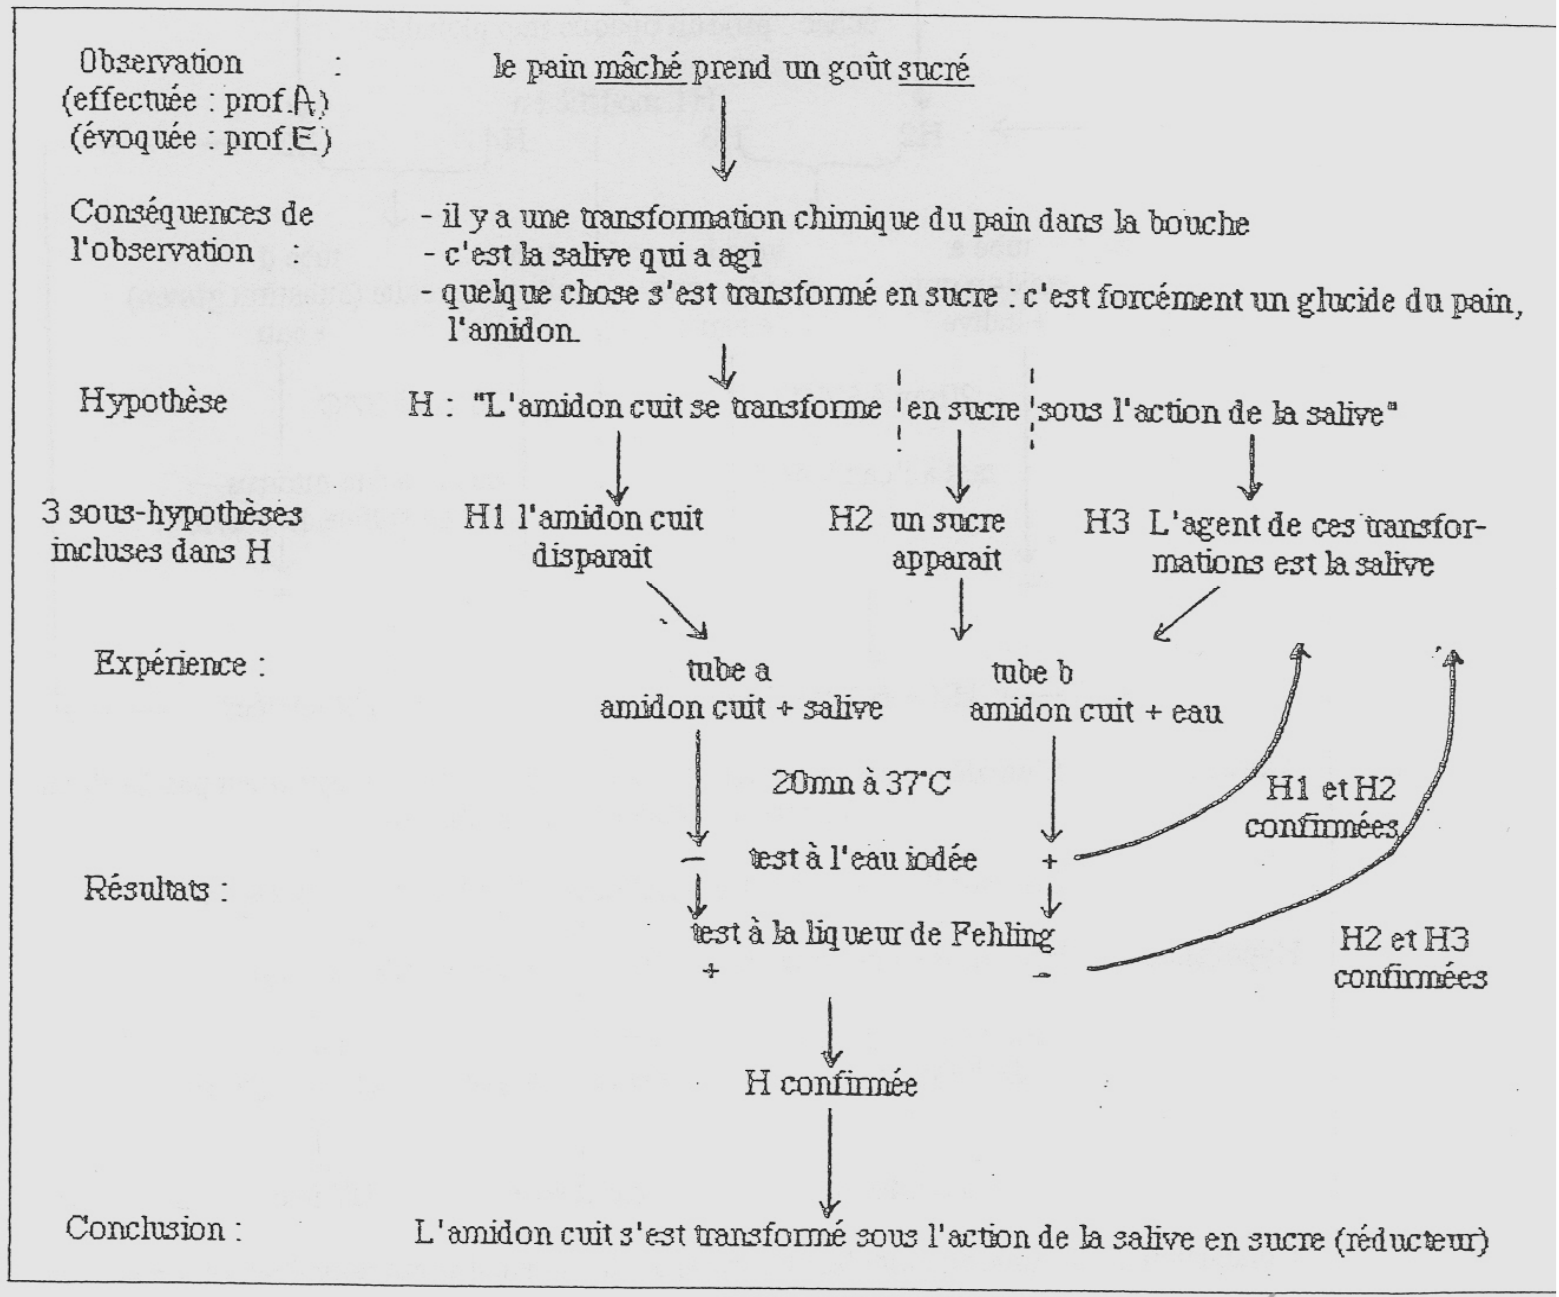 Observation : le pain mâché prend un goût sucré
(effectuée : prof.A)
(évoquée : prof.E)
Conséquences de l'observation :
- il y a une transformation chimique du pain dans la bouche
- c'est la salive qui a agi
- quelque chose s'est transformé en sucre : c'est forcément un glucide du pain,
l'amidon.
Hypothèse H : "L'amidon cuit se transforme en sucre sous l'action de la salive"
3 sous-hypothèses
incluses dans H
H1 l'amidon cuit
disparait
H2 un sucre
apparait
H3 L'agent de ces transfor-
mations est la salive
Expérience :
tube a
amidon cuit + salive
tube b
amidon cuit + eau
20mn à 37°C
H1 et H2
confirmées
Résultats :
- test à l'eau iodée +
test à la liqueur de Fehling
+ -
H2 et H3
confirmées
H confirmée
Conclusion : L'amidon cuit s'est transformé sous l'action de la salive en sucre (réducteur)